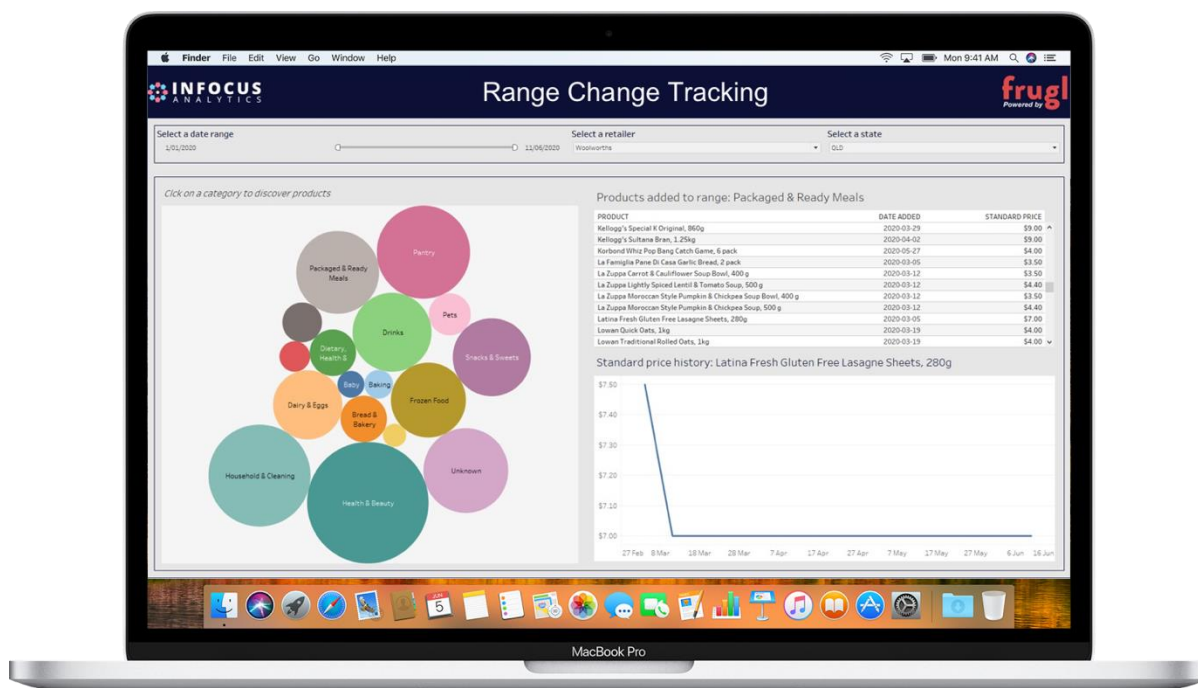 Finder File Edit View Go Window Help Mon 9:41 AM
INFOCUS
ANALYTICS
Range Change Tracking
frugl
Powered by
Select a date range
1/01/2020
11/06/2020
Select a retailer
Woolworths
Select a state
QLD
Click on a category to discover products
Pantry
Packaged & Ready
Meals
Pets
Drinks
Dietary,
Health &
Snacks & Sweets
Baby
Baking
Frozen Food
Dairy & Eggs
Bread &
Bakery
Unknown
Household & Cleaning
Health & Beauty
Products added to range: Packaged & Ready Meals
PRODUCT DATE ADDED STANDARD PRICE
Kellogg's Special K Original, 860g 2020-03-29 $9.00
Kellogg's Sultana Bran, 1.25kg 2020-04-02 $9.00
Korbond Whiz Pop Bang Catch Game, 6 pack 2020-05-27 $4.00
La Famiglia Pane Di Casa Garlic Bread, 2 pack 2020-03-05 $3.50
La Zuppa Carrot & Cauliflower Soup Bowl, 400 g 2020-03-12 $3.50
La Zuppa Lightly Spiced Lentil & Tomato Soup, 500 g 2020-03-12 $4.40
La Zuppa Moroccan Style Pumpkin & Chickpea Soup Bowl, 400 g 2020-03-12 $3.50
La Zuppa Moroccan Style Pumpkin & Chickpea Soup, 500 g 2020-03-12 $4.40
Latina Fresh Gluten Free Lasagne Sheets, 280g 2020-03-05 $7.00
Lowan Quick Oats, 1kg 2020-03-19 $4.00
Lowan Traditional Rolled Oats, 1kg 2020-03-19 $4.00
Standard price history: Latina Fresh Gluten Free Lasagne Sheets, 280g
$7.50
$7.40
$7.30
$7.20
$7.10
$7.00
27 Feb 8 Mar 18 Mar 28 Mar 7 Apr 17 Apr 27 Apr 7 May 17 May 27 May 6 Jun 16 Jun
JUN
5
MacBook Pro